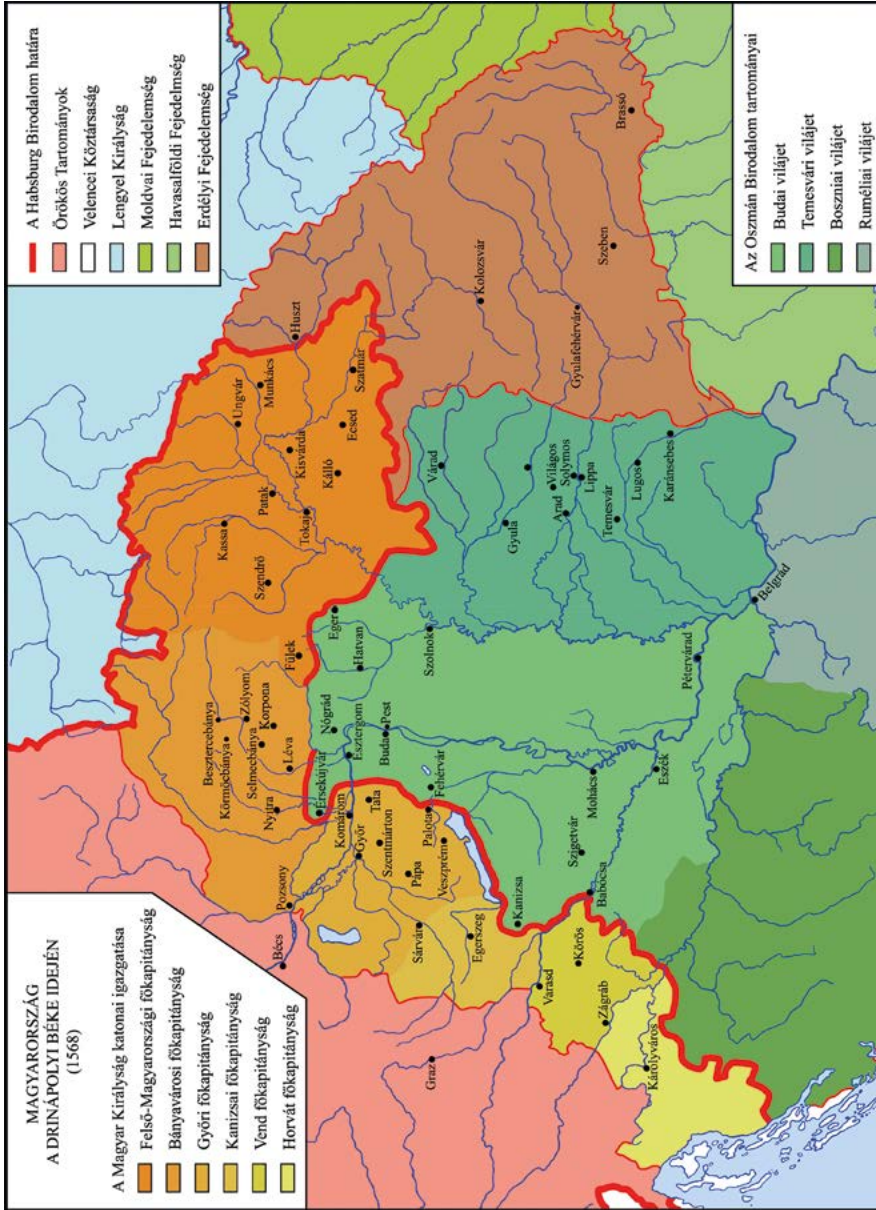 MAGYARORSZÁG
A DRINÁPOLYI BÉKE IDEJÉN
(1568)
A Magyar Királyság katonai igazgatása
Felső-Magyarországi főkapitányság
Bányavárosi főkapitányság
Győri főkapitányság
Kanizsai főkapitányság
Vend főkapitányság
Horvát főkapitányság
A Habsburg Birodalom határa
Örökös Tartományok
Velencei Köztársaság
Lengyel Királyság
Moldvai Fejedelemség
Havasalföldi Fejedelmség
Erdélyi Fejedelemség
Bécs
Pozsony
Nyitra
Besztercebánya
Körmöcbánya
Zólyom
Selmecbánya
Korpona
Léva
Fülek
Szendrő
Kassa
Patak
Tokaj
Ungvár
Munkács
Kisvárda
Kálló
Ecsed
Szatmár
Huszt
Érsekújvár
Nógrád
Esztergom
Eger
Hatvan
Buda
Pest
Szolnok
Komárom
Győr
Tata
Szentmárton
Pápa
Palota
Fehérvár
Veszprém
Sárvár
Egerszeg
Kanizsa
Graz
Várad
Gyula
Világos
Solymos
Arad
Lippa
Temesvár
Lugos
Karánsebes
Kolozsvár
Gyulafehérvár
Szeben
Brassó
Varasd
Kőrös
Zágráb
Károlyváros
Babócsa
Szigetvár
Mohács
Eszék
Pétervárad
Belgrád
Az Oszmán Birodalom tartományai
Budai vilájet
Temesvári vilájet
Boszniai vilájet
Ruméliai vilájet